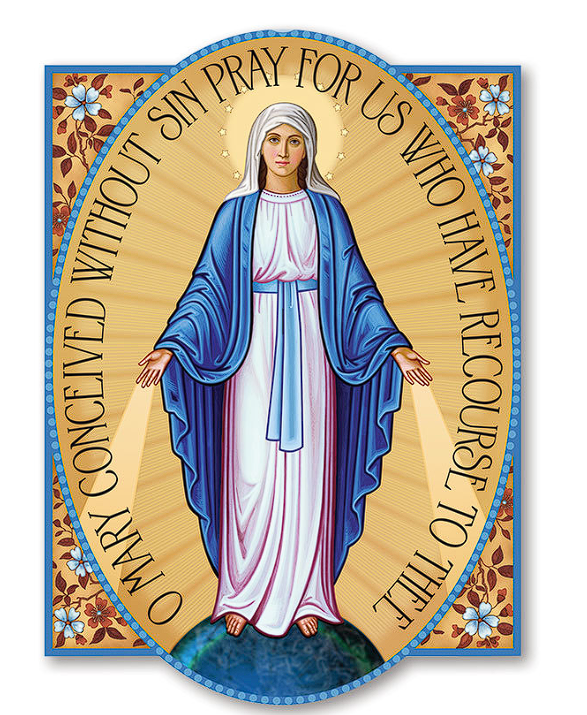 O MARY CONCEIVED WITHOUT SIN PRAY FOR US WHO HAVE RECOURSE TO THEE